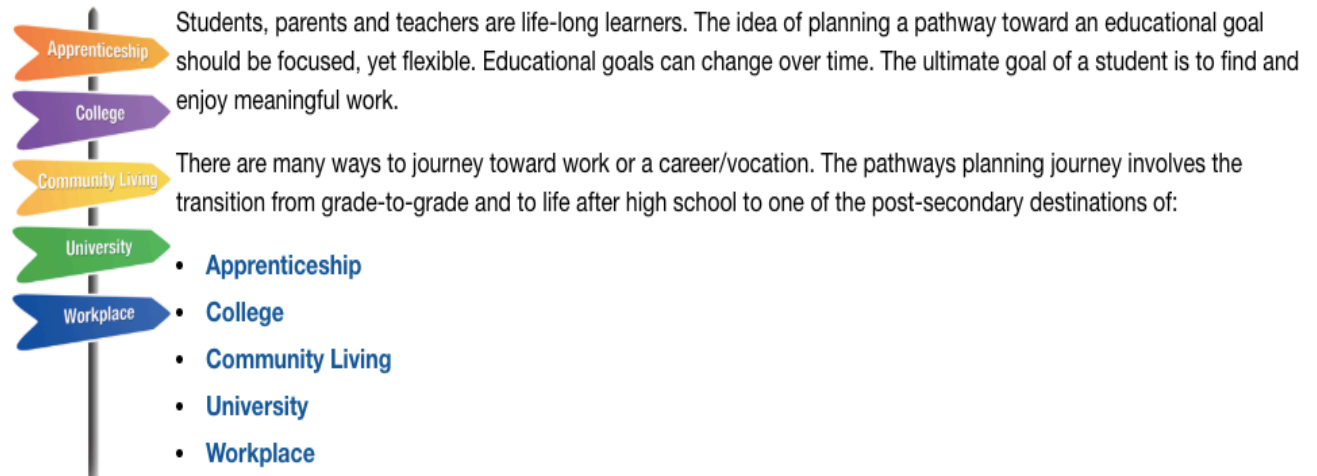 Apprenticeship
College
Community Living
University
Workplace
Students, parents and teachers are life-long learners. The idea of planning a pathway toward an educational goal
should be focused, yet flexible. Educational goals can change over time. The ultimate goal of a student is to find and
enjoy meaningful work.
There are many ways to journey toward work or a career/vocation. The pathways planning journey involves the
transition from grade-to-grade and to life after high school to one of the post-secondary destinations of:
• Apprenticeship
• College
• Community Living
• University
• Workplace